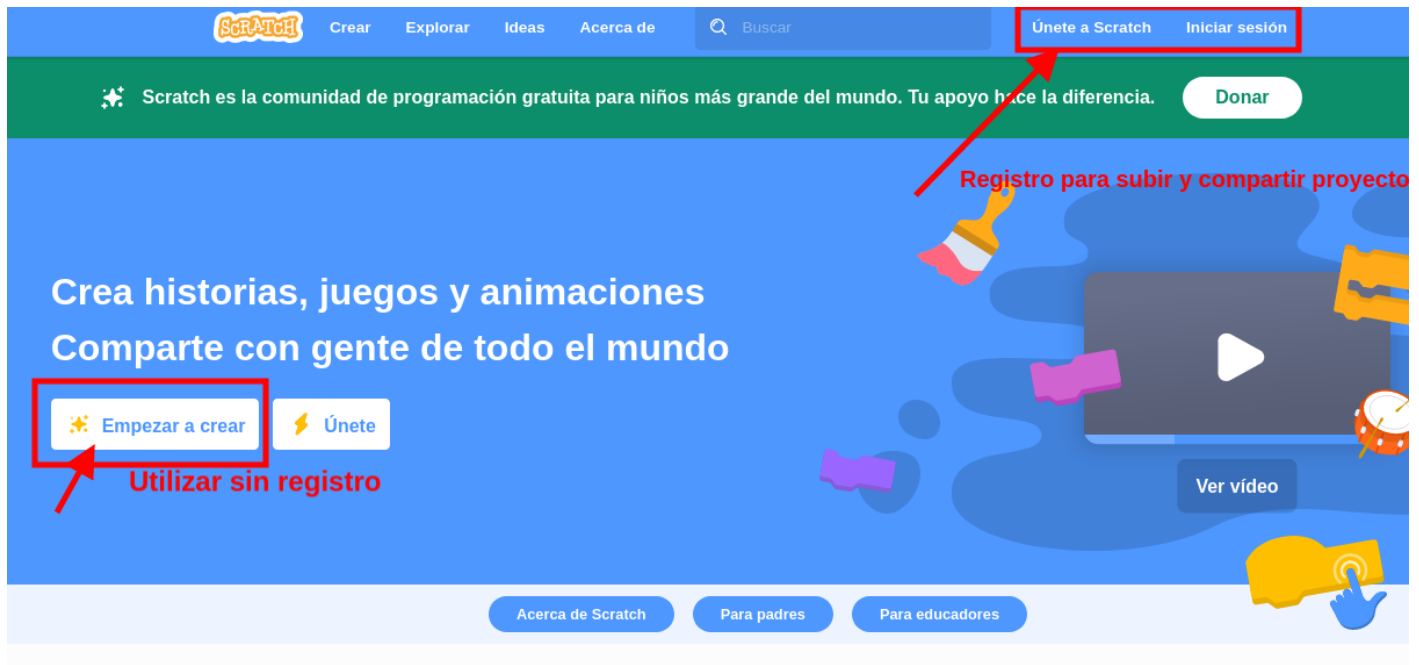 SCRATCH Crear Explorar Ideas Acerca de Buscar Únete a Scratch Iniciar sesión
Scratch es la comunidad de programación gratuita para niños más grande del mundo. Tu apoyo hace la diferencia. Donar
Registro para subir y compartir proyecto
Crea historias, juegos y animaciones
Comparte con gente de todo el mundo
Empezar a crear Únete
Utilizar sin registro
Ver vídeo
Acerca de Scratch Para padres Para educadores